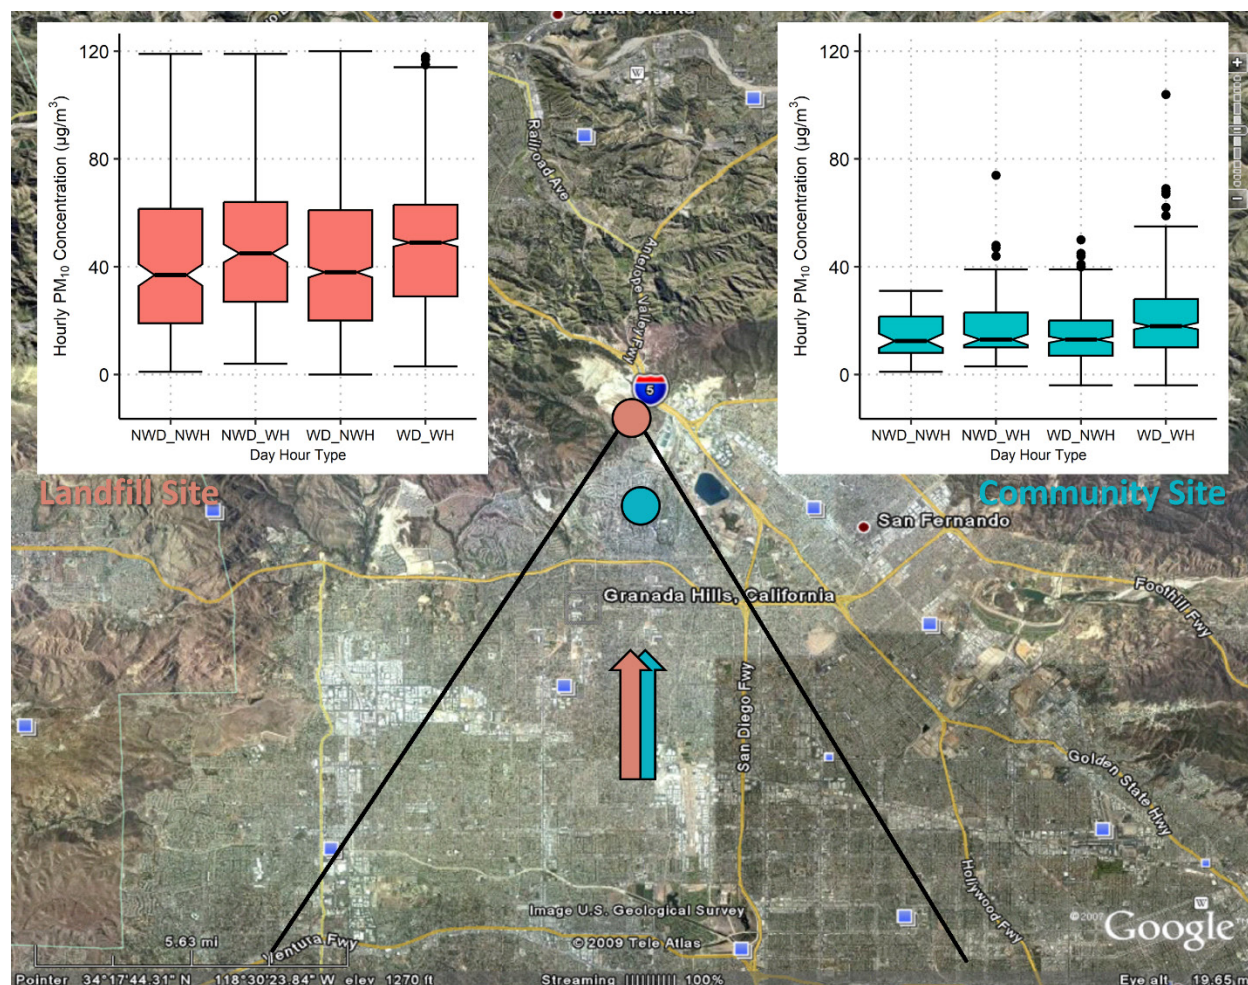 120
80
40
0
Hourly PM₁₀ Concentration (µg/m³)
NWD_NWH NWD_WH WD_NWH WD_WH
Day Hour Type
Landfill Site
120
80
40
0
Hourly PM₁₀ Concentration (µg/m³)
NWD_NWH NWD_WH WD_NWH WD_WH
Day Hour Type
Community Site
W
Railroad Ave
Antelope Valley Fwy
5
San Fernando
Granada Hills, California
Foothill Fwy
San Diego Fwy
Golden State Hwy
Hollywood Fwy
Ventura Fwy
5.63 mi
Image U.S. Geological Survey
© 2009 Tele Atlas
W
©2007 Google™
Pointer 34°17'44.31" N 118°30'23.84" W elev 1270 ft
Streaming ||||||||| 100%
Eye alt 19.65 m